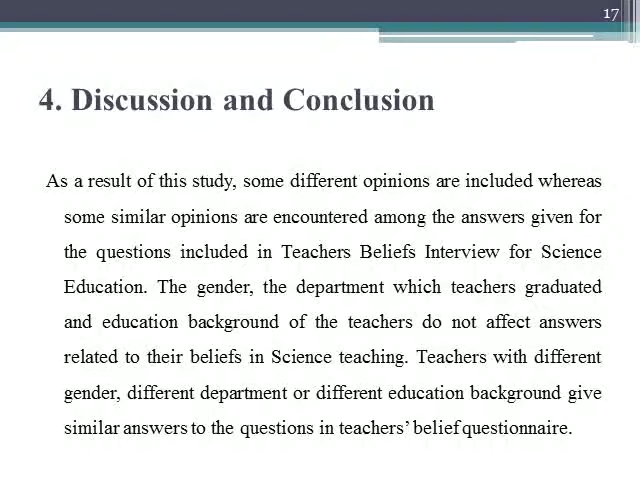 17
4. Discussion and Conclusion
As a result of this study, some different opinions are included whereas
some similar opinions are encountered among the answers given for
the questions included in Teachers Beliefs Interview for Science
Education. The gender, the department which teachers graduated
and education background of the teachers do not affect answers
related to their beliefs in Science teaching. Teachers with different
gender, different department or different education background give
similar answers to the questions in teachers’ belief questionnaire.